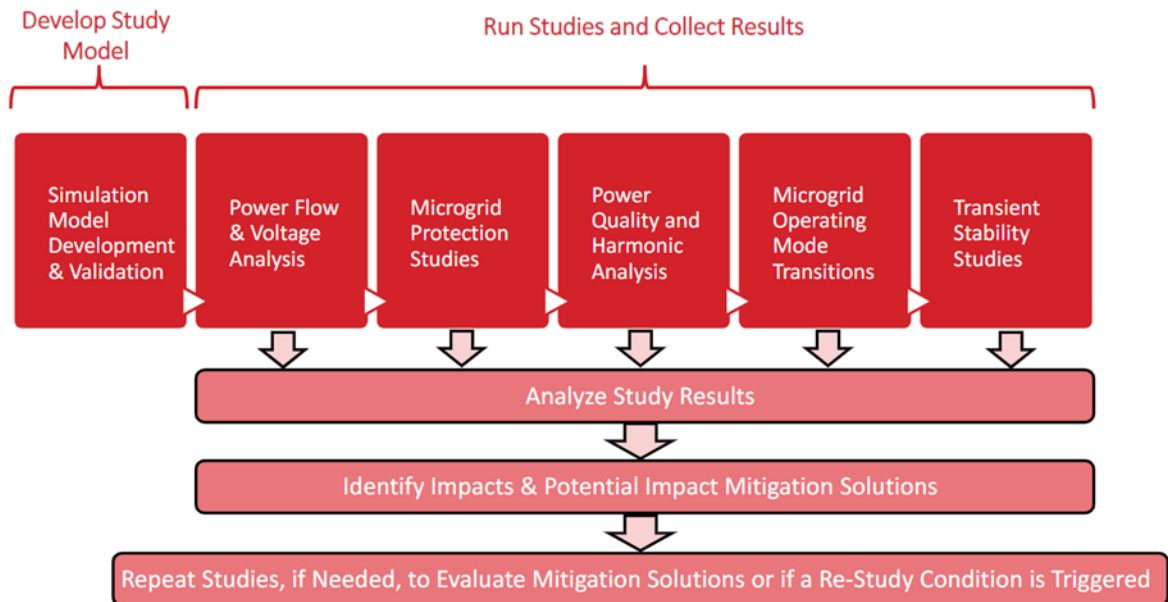 Develop Study
Model
Run Studies and Collect Results
Simulation
Model
Development
& Validation
Power Flow
& Voltage
Analysis
Microgrid
Protection
Studies
Power
Quality and
Harmonic
Analysis
Microgrid
Operating
Mode
Transitions
Transient
Stability
Studies
Analyze Study Results
Identify Impacts & Potential Impact Mitigation Solutions
Repeat Studies, if Needed, to Evaluate Mitigation Solutions or if a Re-Study Condition is Triggered